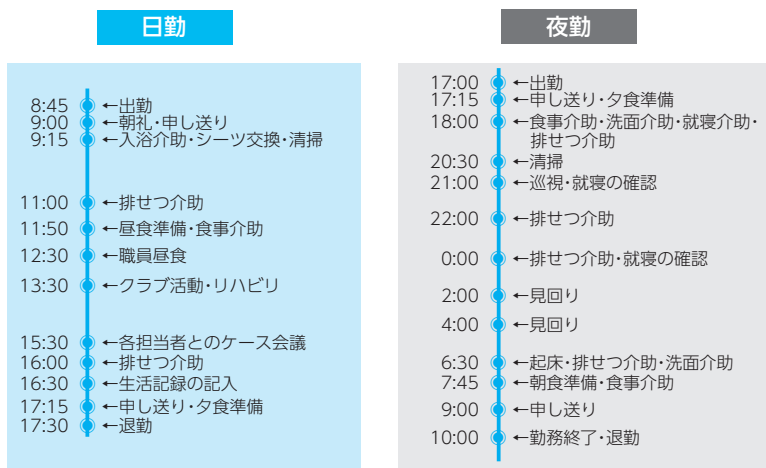 日勤
8:45 ←出勤
9:00 ←朝礼・申し送り
9:15 ←入浴介助・シーツ交換・清掃
11:00 ←排せつ介助
11:50 ←昼食準備・食事介助
12:30 ←職員昼食
13:30 ←クラブ活動・リハビリ
15:30 ←各担当者とのケース会議
16:00 ←排せつ介助
16:30 ←生活記録の記入
17:15 ←申し送り・夕食準備
17:30 ←退勤
夜勤
17:00 ←出勤
17:15 ←申し送り・夕食準備
18:00 ←食事介助・洗面介助・就寝介助・
排せつ介助
20:30 ←清掃
21:00 ←巡視・就寝の確認
22:00 ←排せつ介助
0:00 ←排せつ介助・就寝の確認
2:00 ←見回り
4:00 ←見回り
6:30 ←起床・排せつ介助・洗面介助
7:45 ←朝食準備・食事介助
9:00 ←申し送り
10:00 ←勤務終了・退勤